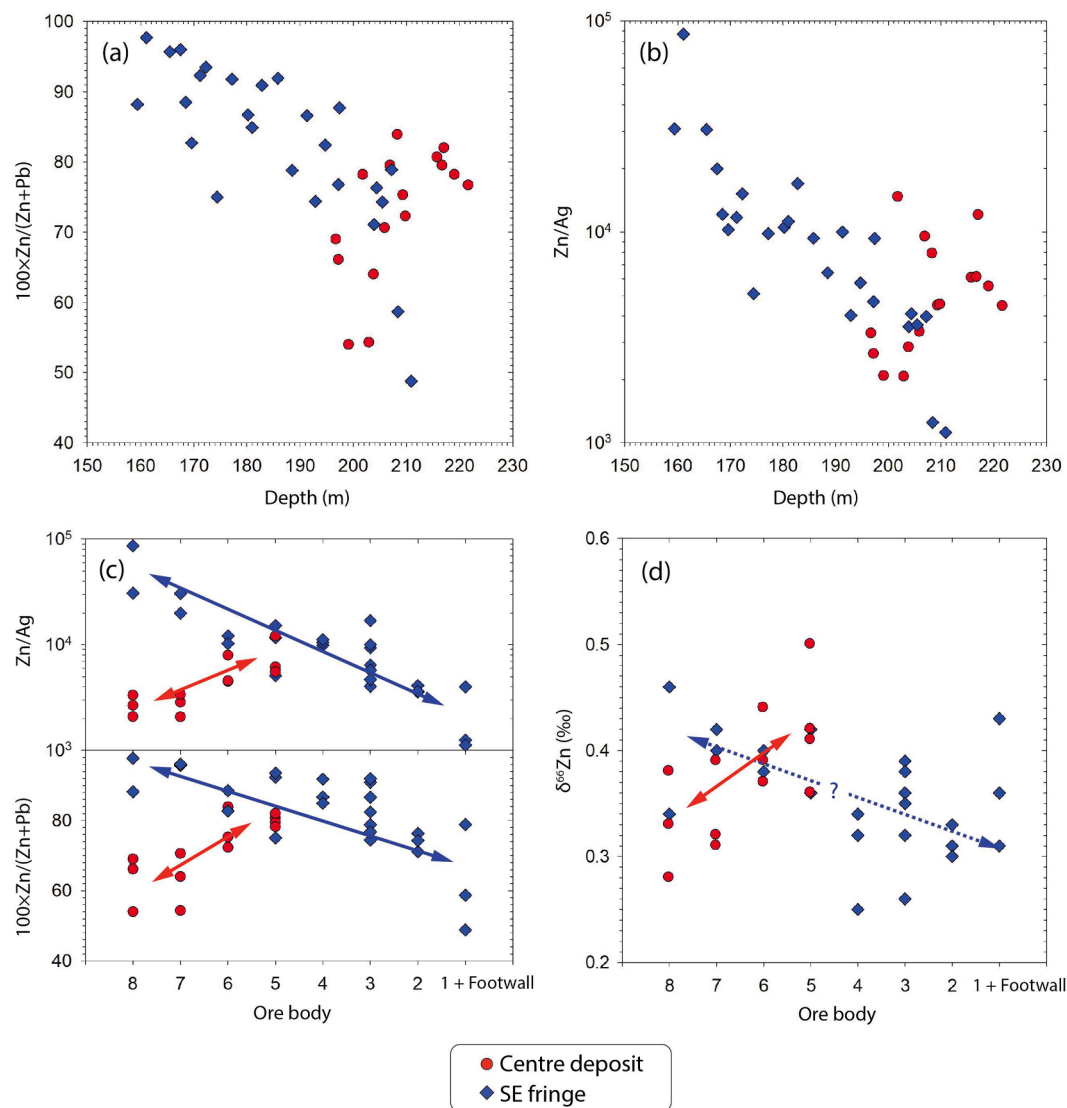 (a)
100×Zn/(Zn+Pb)
100
90
80
70
60
50
40
150 160 170 180 190 200 210 220 230
Depth (m)
(b)
Zn/Ag
10⁵
10⁴
10³
150 160 170 180 190 200 210 220 230
Depth (m)
(c)
Zn/Ag
10⁵
10⁴
10³
100×Zn/(Zn+Pb)
80
60
40
8 7 6 5 4 3 2 1 + Footwall
Ore body
(d)
δ⁶⁶Zn (‰)
0.6
0.5
0.4
0.3
0.2
?
8 7 6 5 4 3 2 1 + Footwall
Ore body
Centre deposit
SE fringe